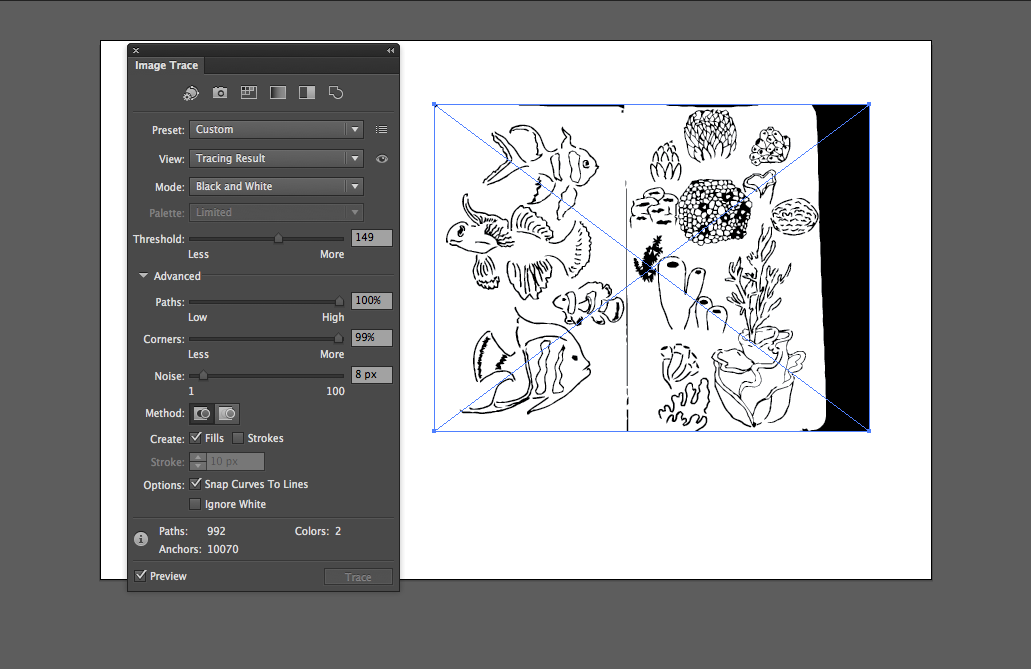 Image Trace
Preset: Custom
View: Tracing Result
Mode: Black and White
Palette: Limited
Threshold: 149
Less More
Advanced
Paths: 100%
Low High
Corners: 99%
Less More
Noise: 8 px
1 100
Method:
Create: Fills Strokes
Stroke: 10 px
Options: Snap Curves To Lines
Ignore White
Paths: 992 Colors: 2
Anchors: 10070
Preview Trace